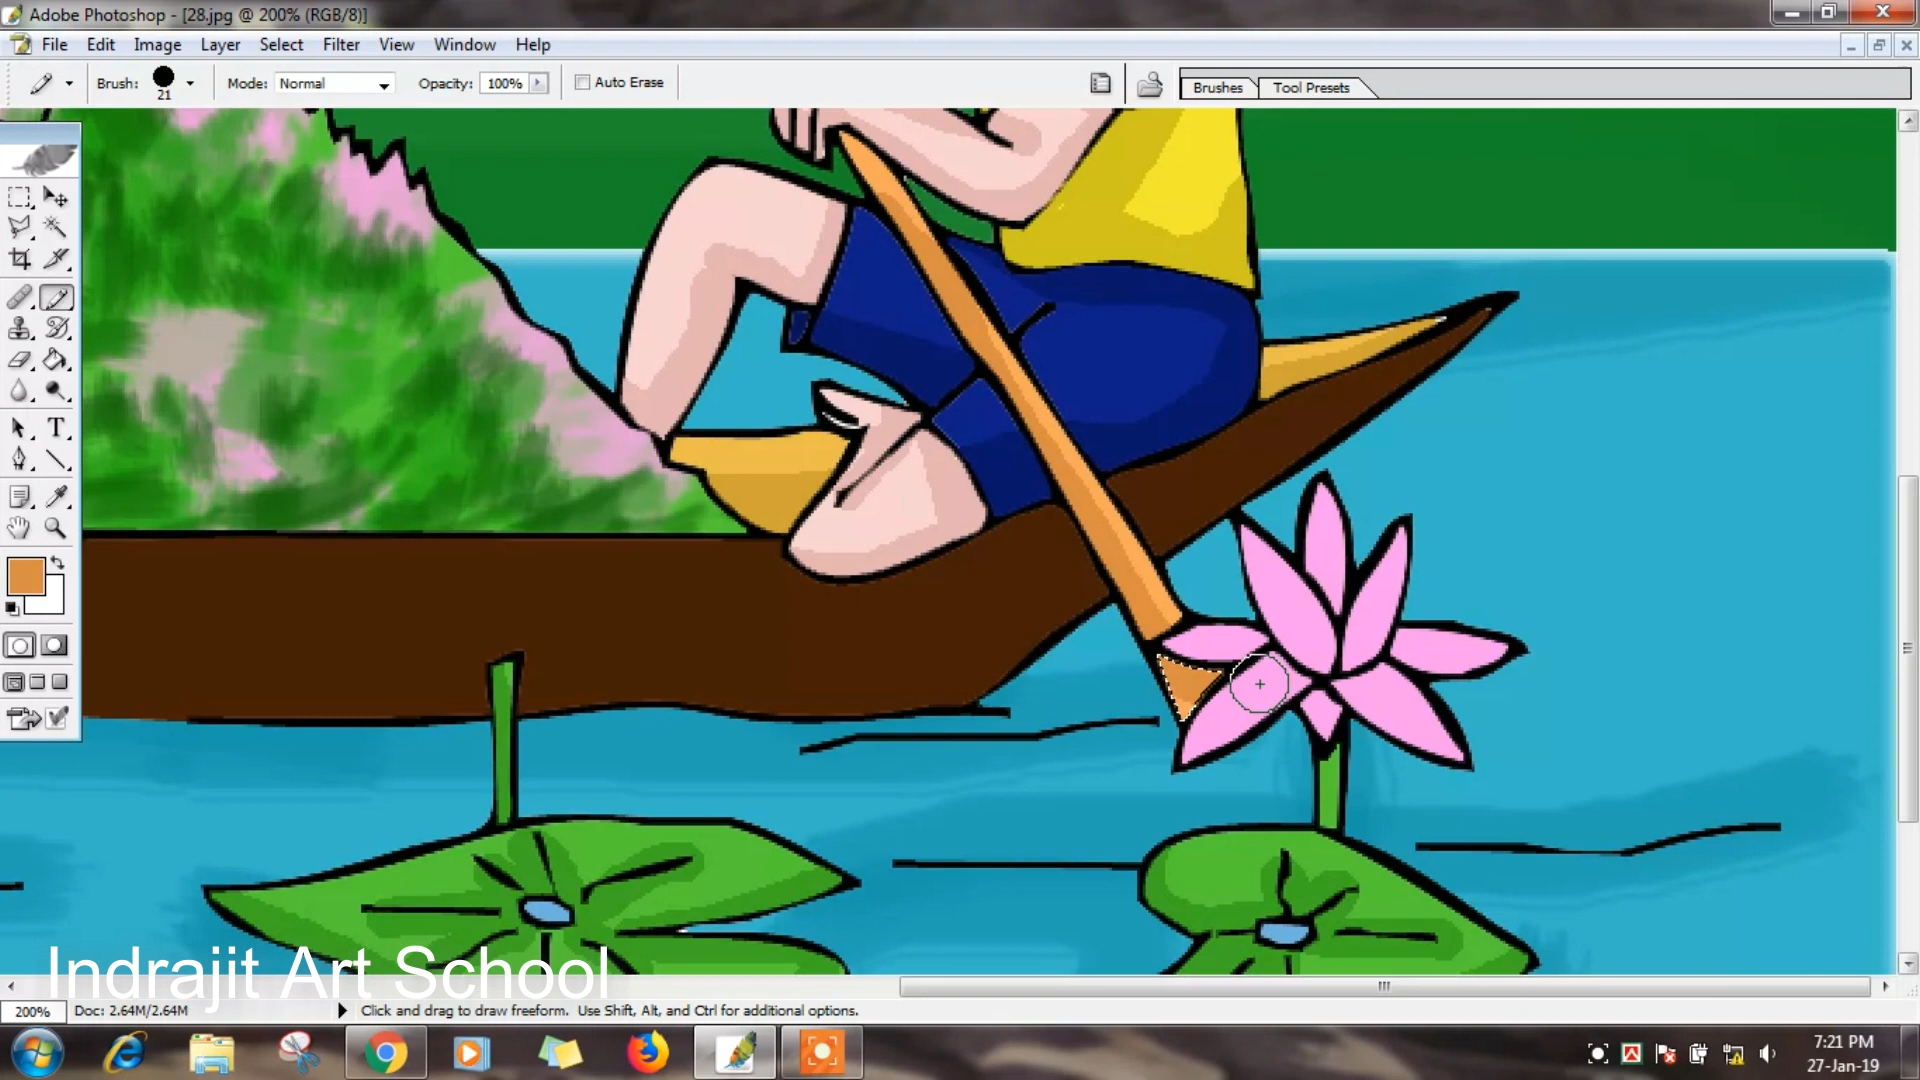 Adobe Photoshop - [28.jpg @ 200% (RGB/8)]
File Edit Image Layer Select Filter View Window Help
Brush: 21 Mode: Normal Opacity: 100% Auto Erase Brushes Tool Presets
T
Indrajit Art School
200% Doc: 2.64M/2.64M Click and drag to draw freeform. Use Shift, Alt, and Ctrl for additional options.
7:21 PM
27-Jan-19